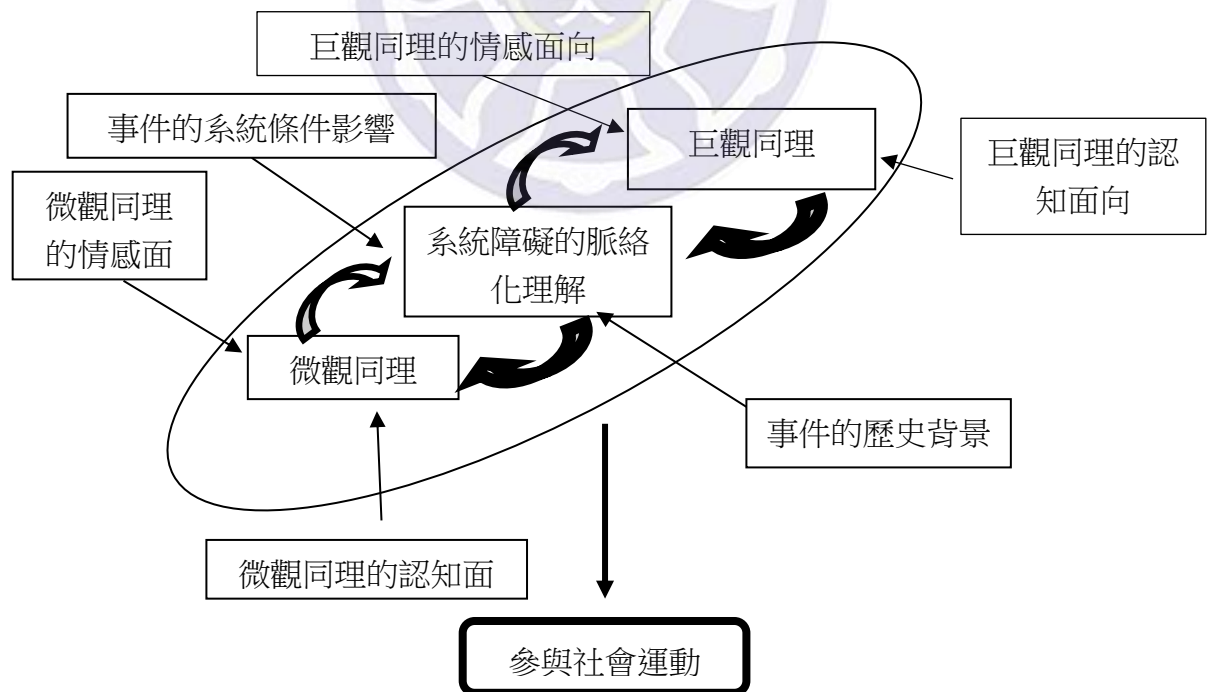 巨觀同理的情感面向
事件的系統條件影響
巨觀同理
巨觀同理的認
知面向
微觀同理
的情感面
系統障礙的脈絡
化理解
微觀同理
事件的歷史背景
微觀同理的認知面
參與社會運動